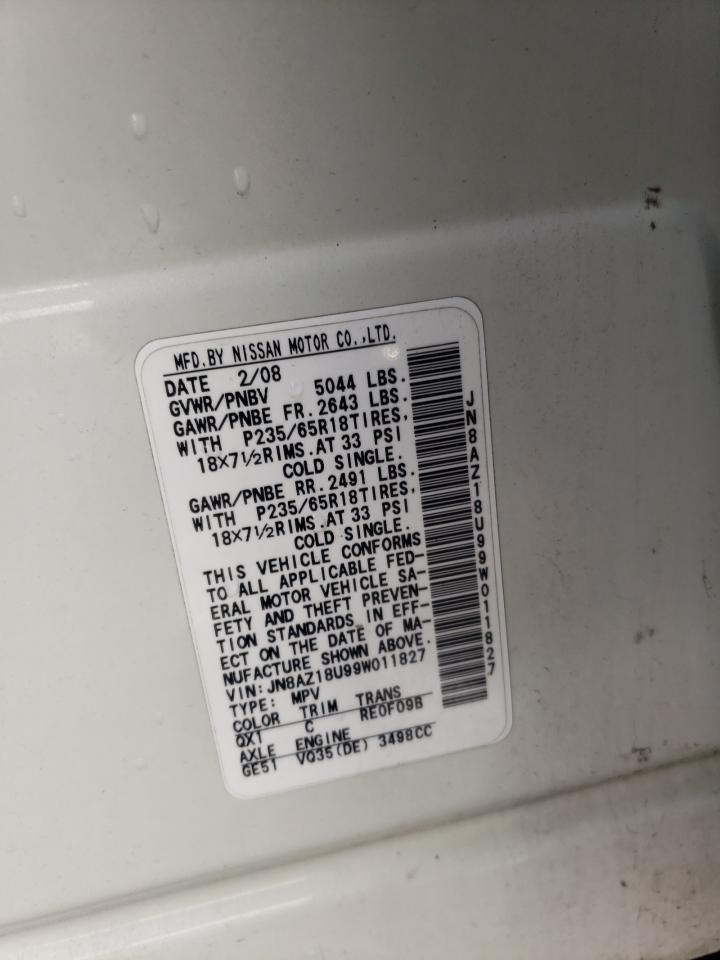 MFD.BY NISSAN MOTOR CO.,LTD.
DATE 2/08
GVWR/PNBV 5044 LBS.
GAWR/PNBE FR.2643 LBS.
WITH P235/65R18TIRES,
18×7½RIMS.AT 33 PSI
COLD SINGLE.
GAWR/PNBE RR.2491 LBS.
WITH P235/65R18TIRES,
18×7½RIMS.AT 33 PSI
COLD SINGLE.
THIS VEHICLE CONFORMS
TO ALL APPLICABLE FED-
ERAL MOTOR VEHICLE SA-
FETY AND THEFT PREVEN-
TION STANDARDS IN EFF-
ECT ON THE DATE OF MA-
NUFACTURE SHOWN ABOVE.
VIN:JN8AZ18U99W011827
TYPE: MPV
COLOR TRIM TRANS
QX1 C RE0F09B
AXLE ENGINE
GE51 VQ35(DE) 3498CC
JN8AZ18U99W011827